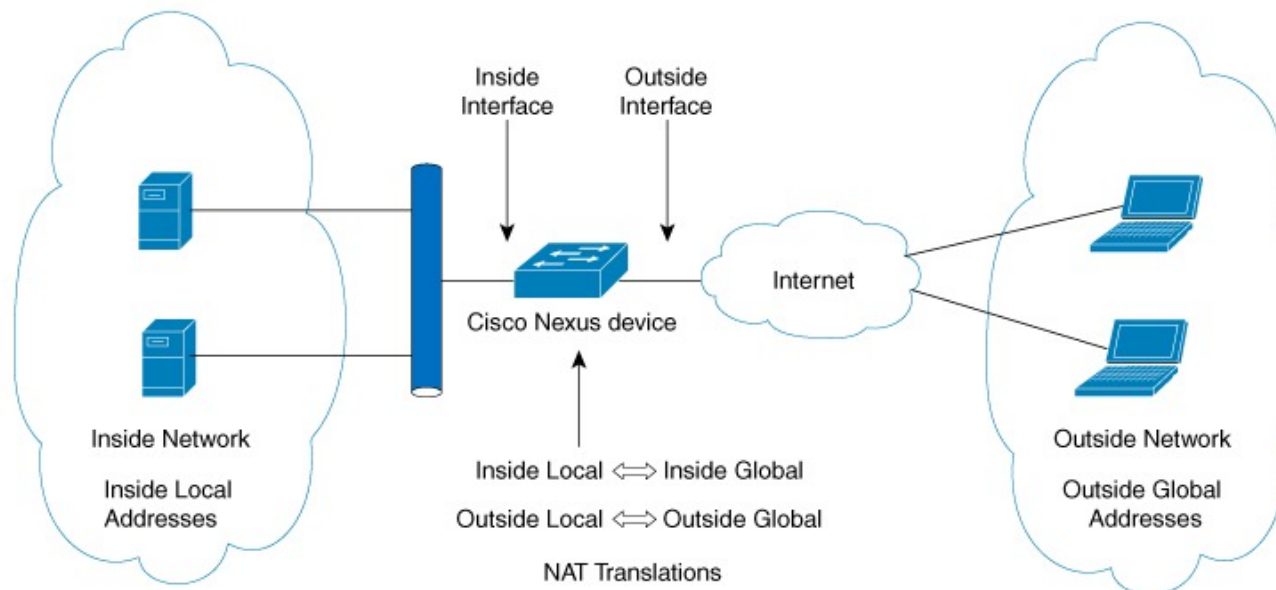 Inside
Interface
Outside
Interface
Internet
Cisco Nexus device
Inside Network
Inside Local
Addresses
Outside Network
Outside Global
Addresses
Inside Local ⇔ Inside Global
Outside Local ⇔ Outside Global
NAT Translations